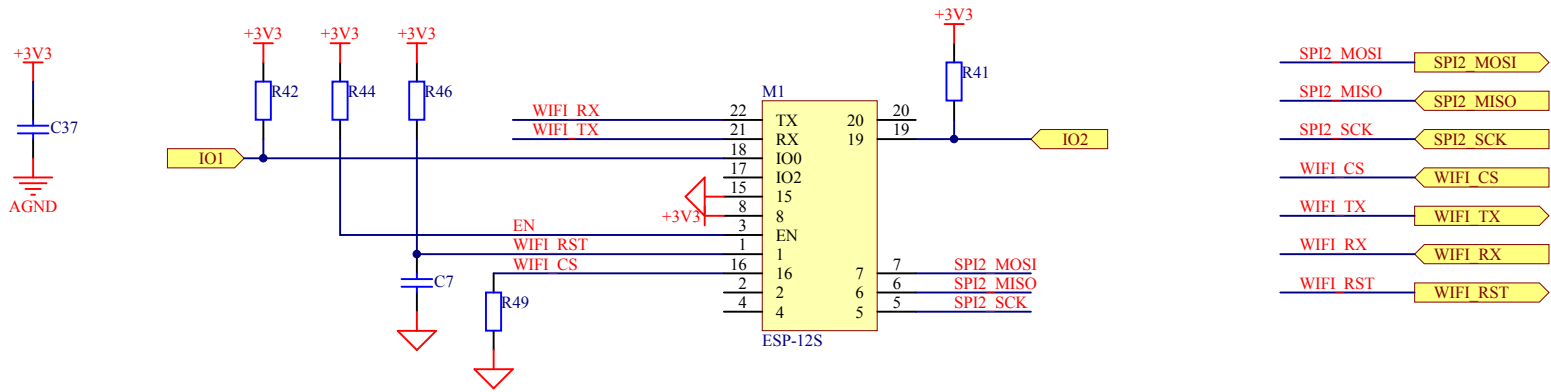 +3V3
C37
AGND
+3V3
+3V3
+3V3
R42
R44
R46
IO1
WIFI_RX
WIFI_TX
EN
WIFI_RST
WIFI_CS
C7
R49
+3V3
M1
22 TX 20 20
21 RX 19 19
18 IO0
17 IO2
15 15
8 8
3 EN
1 1
16 16 7 7
2 2 6 6
4 4 5 5
ESP-12S
+3V3
R41
IO2
SPI2_MOSI
SPI2_MISO
SPI2_SCK
SPI2_MOSI SPI2_MOSI
SPI2_MISO SPI2_MISO
SPI2_SCK SPI2_SCK
WIFI_CS WIFI_CS
WIFI_TX WIFI_TX
WIFI_RX WIFI_RX
WIFI_RST WIFI_RST